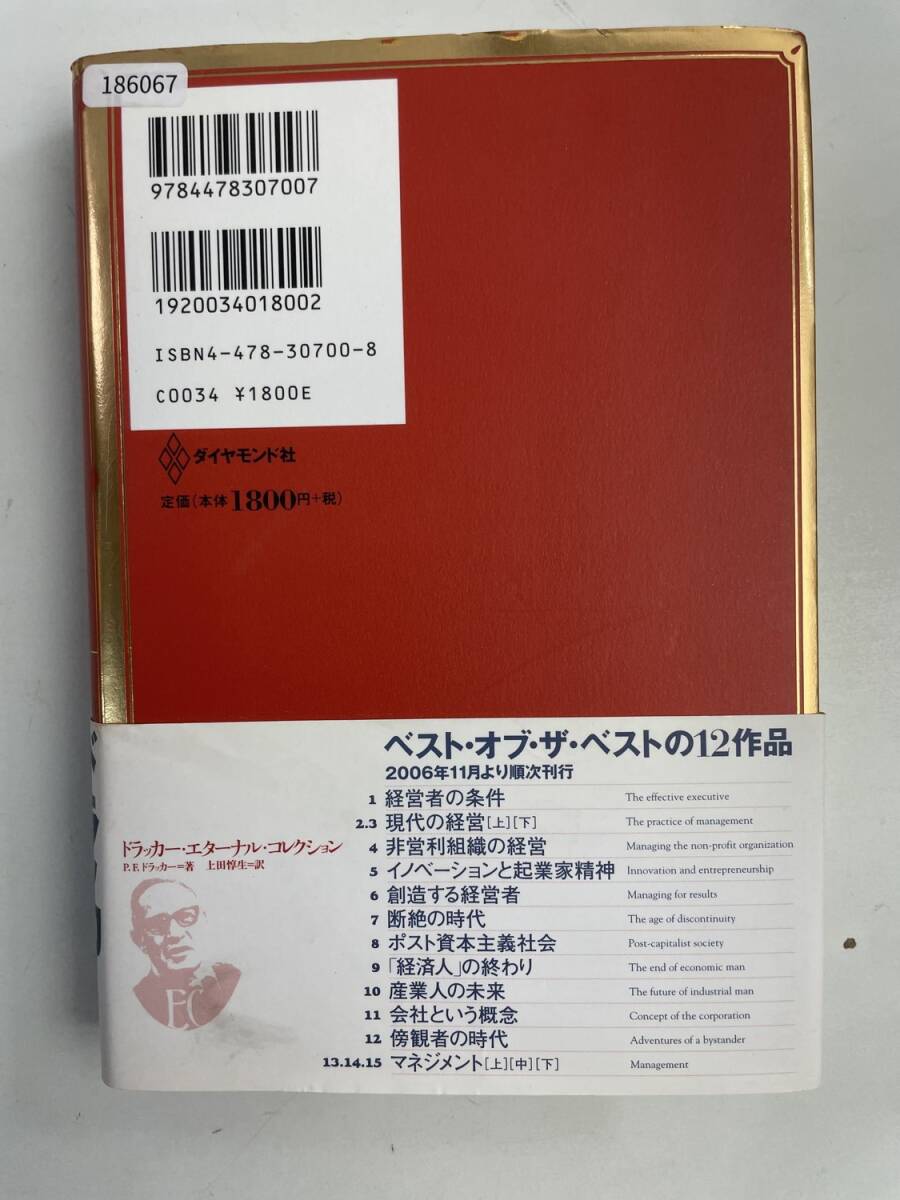 186067
9784478307007
1920034018002
ISBN4-478-30700-8
C0034 ¥1800E
ダイヤモンド社
定価(本体1800円+税)
ベスト・オブ・ザ・ベストの12作品
2006年11月より順次刊行
1 経営者の条件 The effective executive
2.3 現代の経営[上][下] The practice of management
4 非営利組織の経営 Managing the non-profit organization
5 イノベーションと起業家精神 Innovation and entrepreneurship
6 創造する経営者 Managing for results
7 断絶の時代 The age of discontinuity
8 ポスト資本主義社会 Post-capitalist society
9 「経済人」の終わり The end of economic man
10 産業人の未来 The future of industrial man
11 会社という概念 Concept of the corporation
12 傍観者の時代 Adventures of a bystander
13.14.15 マネジメント[上][中][下] Management
ドラッカー・エターナル・コレクション
P. F. ドラッカー=著 上田惇生=訳
EC